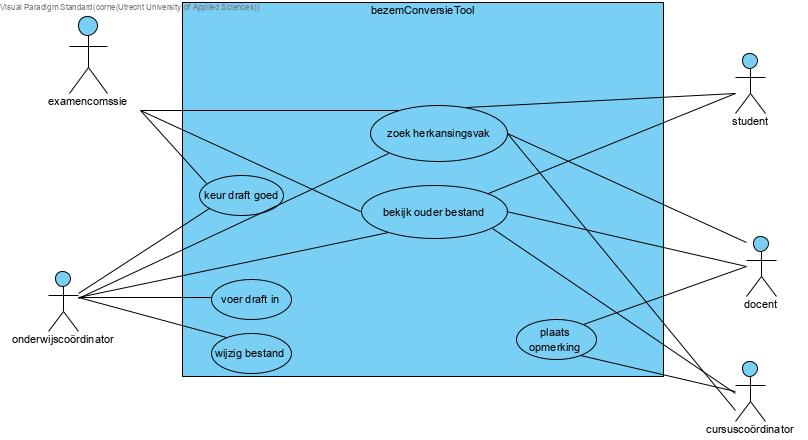 Visual Paradigm Standard(corne(Utrecht University of Applied Sciences))
bezemConversieTool
examencomssie
student
zoek herkansingsvak
keur draft goed
bekijk ouder bestand
docent
onderwijscoördinator
voer draft in
wijzig bestand
plaats
opmerking
cursuscoördinator